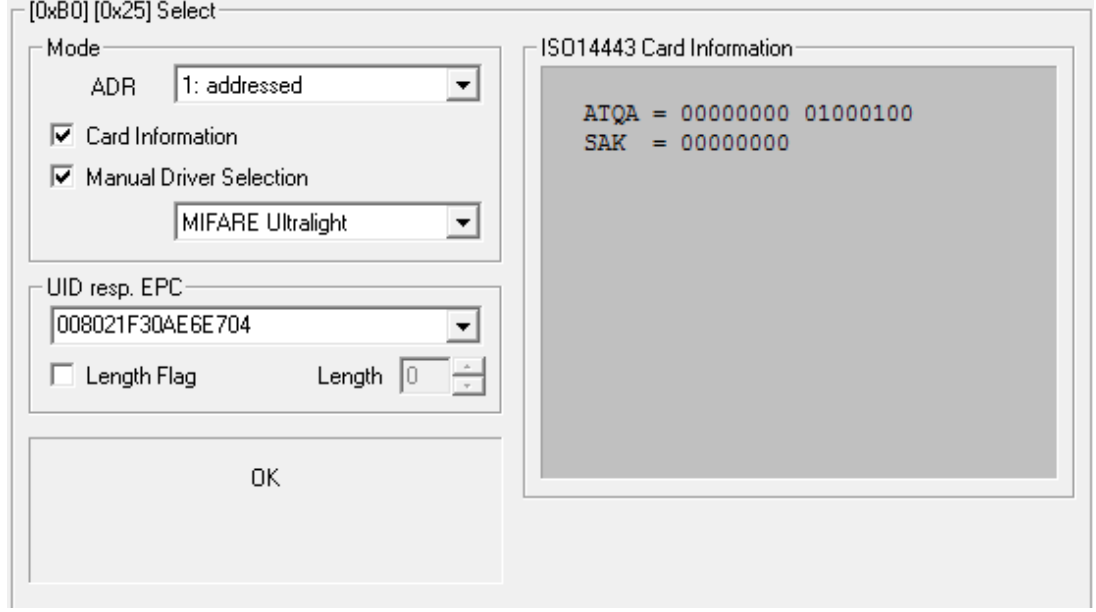 [0xB0] [0x25] Select
Mode
ADR 1: addressed
Card Information
Manual Driver Selection
MIFARE Ultralight
UID resp. EPC
008021F30AE6E704
Length Flag Length 0
OK
ISO14443 Card Information
ATQA = 00000000 01000100
SAK = 00000000